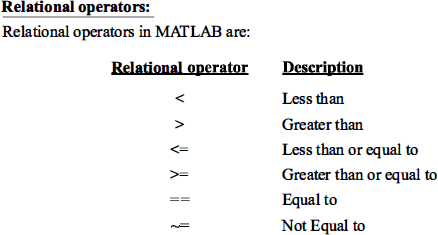 Relational operators:
Relational operators in MATLAB are:
Relational operator Description
< Less than
> Greater than
<= Less than or equal to
>= Greater than or equal to
== Equal to
~= Not Equal to